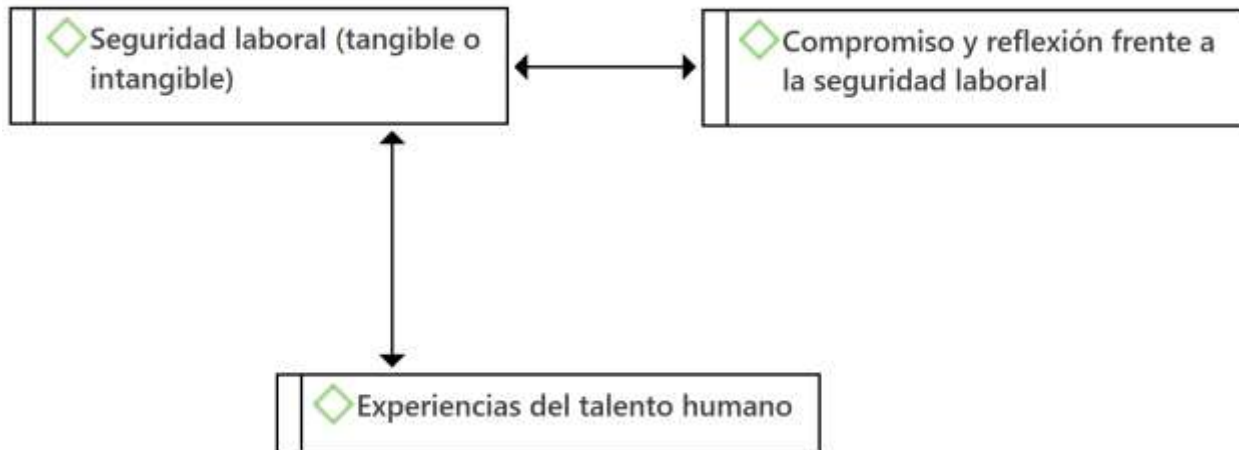 Seguridad laboral (tangible o
intangible)
Compromiso y reflexión frente a
la seguridad laboral
Experiencias del talento humano